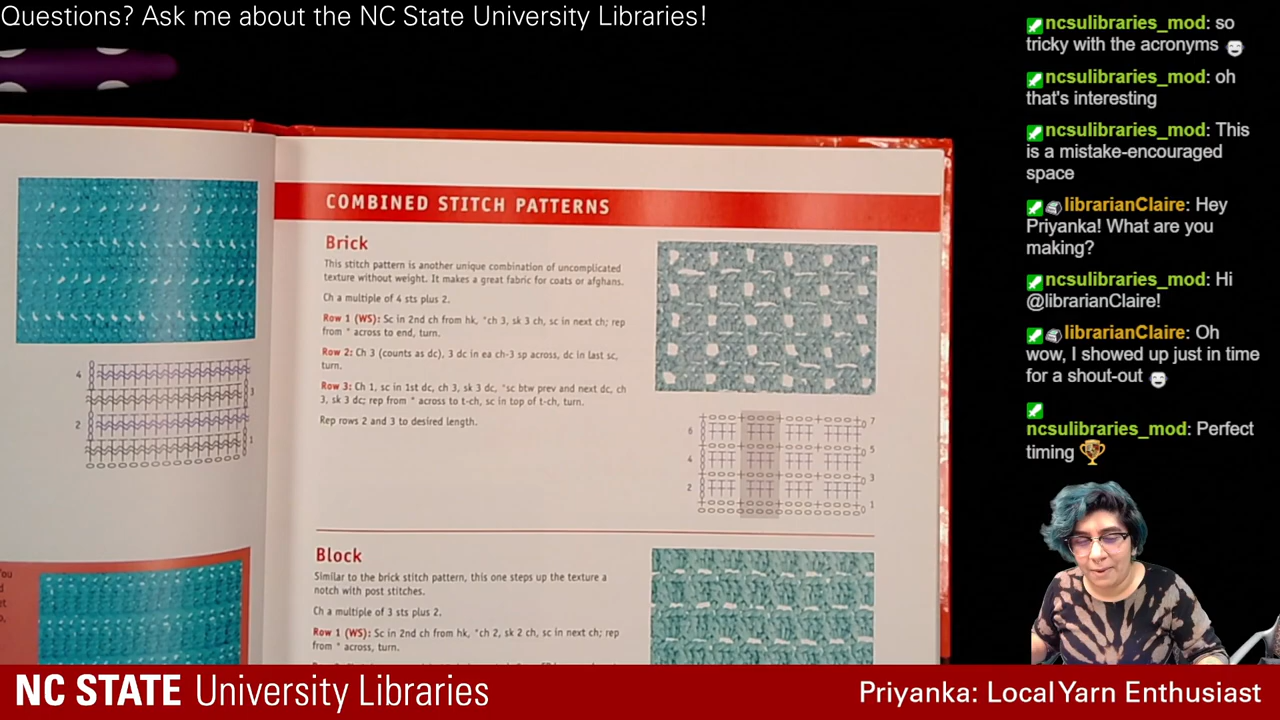 Questions? Ask me about the NC State University Libraries!
COMBINED STITCH PATTERNS
Brick
This stitch pattern is another unique combination of uncomplicated
texture without weight. It makes a great fabric for coats or afghans.
Ch a multiple of 4 sts plus 2.
Row 1 (WS): Sc in 2nd ch from hk, *ch 3, sk 3 ch, sc in next ch; rep
from * across to end, turn.
Row 2: Ch 3 (counts as dc), 3 dc in ea ch-3 sp across, dc in last sc,
turn.
Row 3: Ch 1, sc in 1st dc, ch 3, sk 3 dc, *sc btw prev and next dc, ch
3, sk 3 dc; rep from * across to t-ch, sc in top of t-ch, turn.
Rep rows 2 and 3 to desired length.
4
3
2
1
7
6
5
4
3
2
1
Block
Similar to the brick stitch pattern, this one steps up the texture a
notch with post stitches.
Ch a multiple of 3 sts plus 2.
Row 1 (WS): Sc in 2nd ch from hk, *ch 2, sk 2 ch, sc in next ch; rep
from * across, turn.
ncsulibraries_mod: so
tricky with the acronyms
ncsulibraries_mod: oh
that's interesting
ncsulibraries_mod: This
is a mistake-encouraged
space
librarianClaire: Hey
Priyanka! What are you
making?
ncsulibraries_mod: Hi
@librarianClaire!
librarianClaire: Oh
wow, I showed up just in time
for a shout-out
ncsulibraries_mod: Perfect
timing
NC STATE University Libraries
Priyanka: Local Yarn Enthusiast